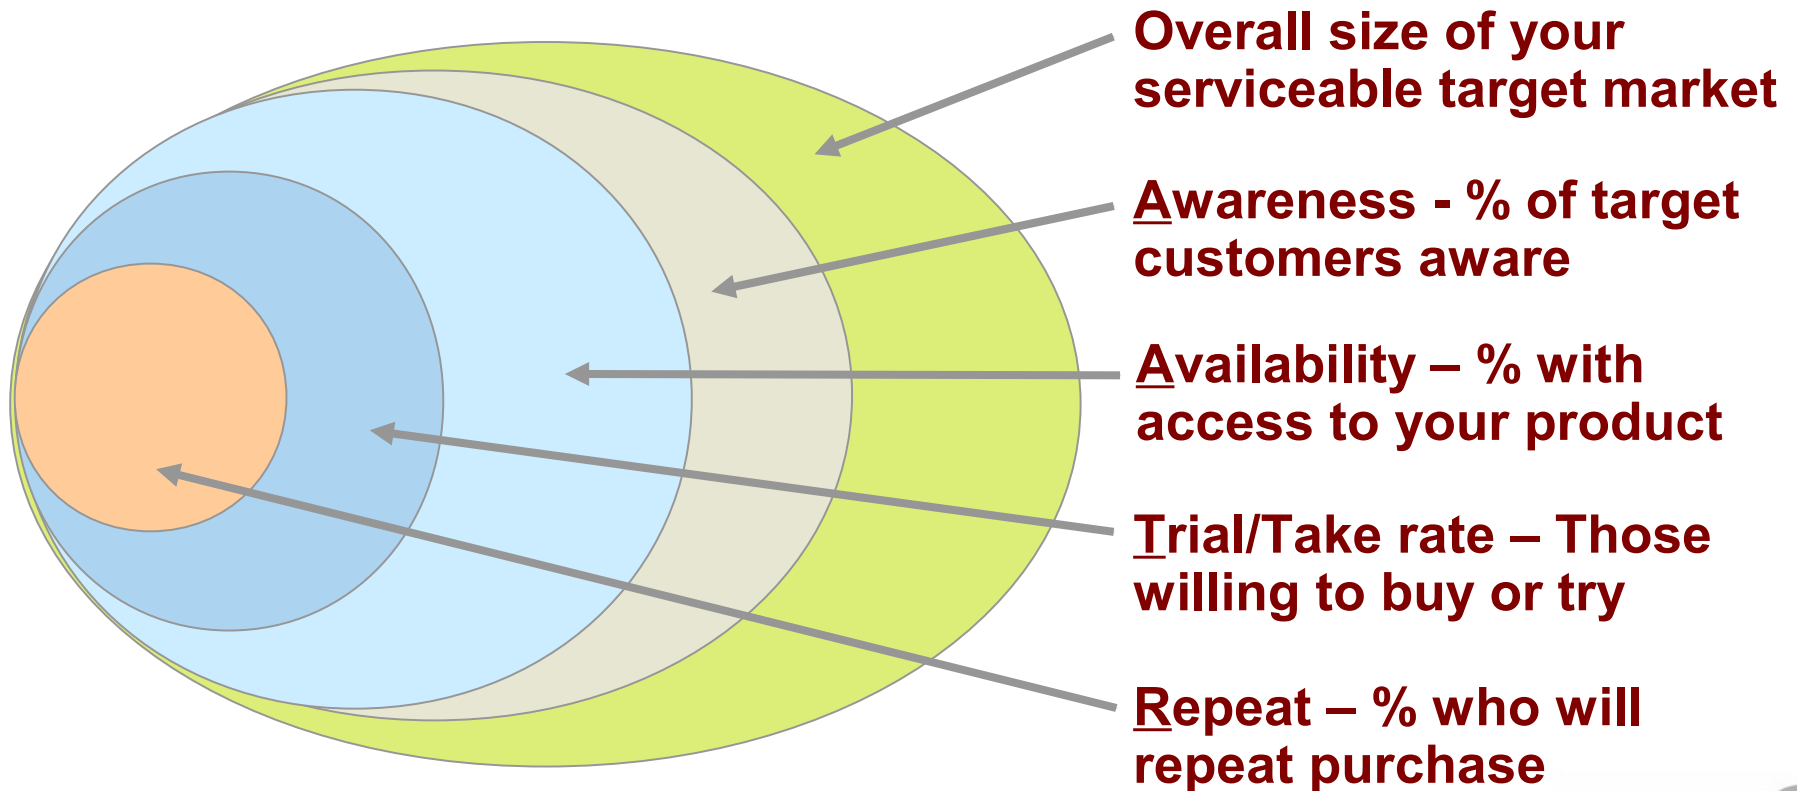 Overall size of your
serviceable target market
Awareness - % of target
customers aware
Availability – % with
access to your product
Trial/Take rate – Those
willing to buy or try
Repeat – % who will
repeat purchase